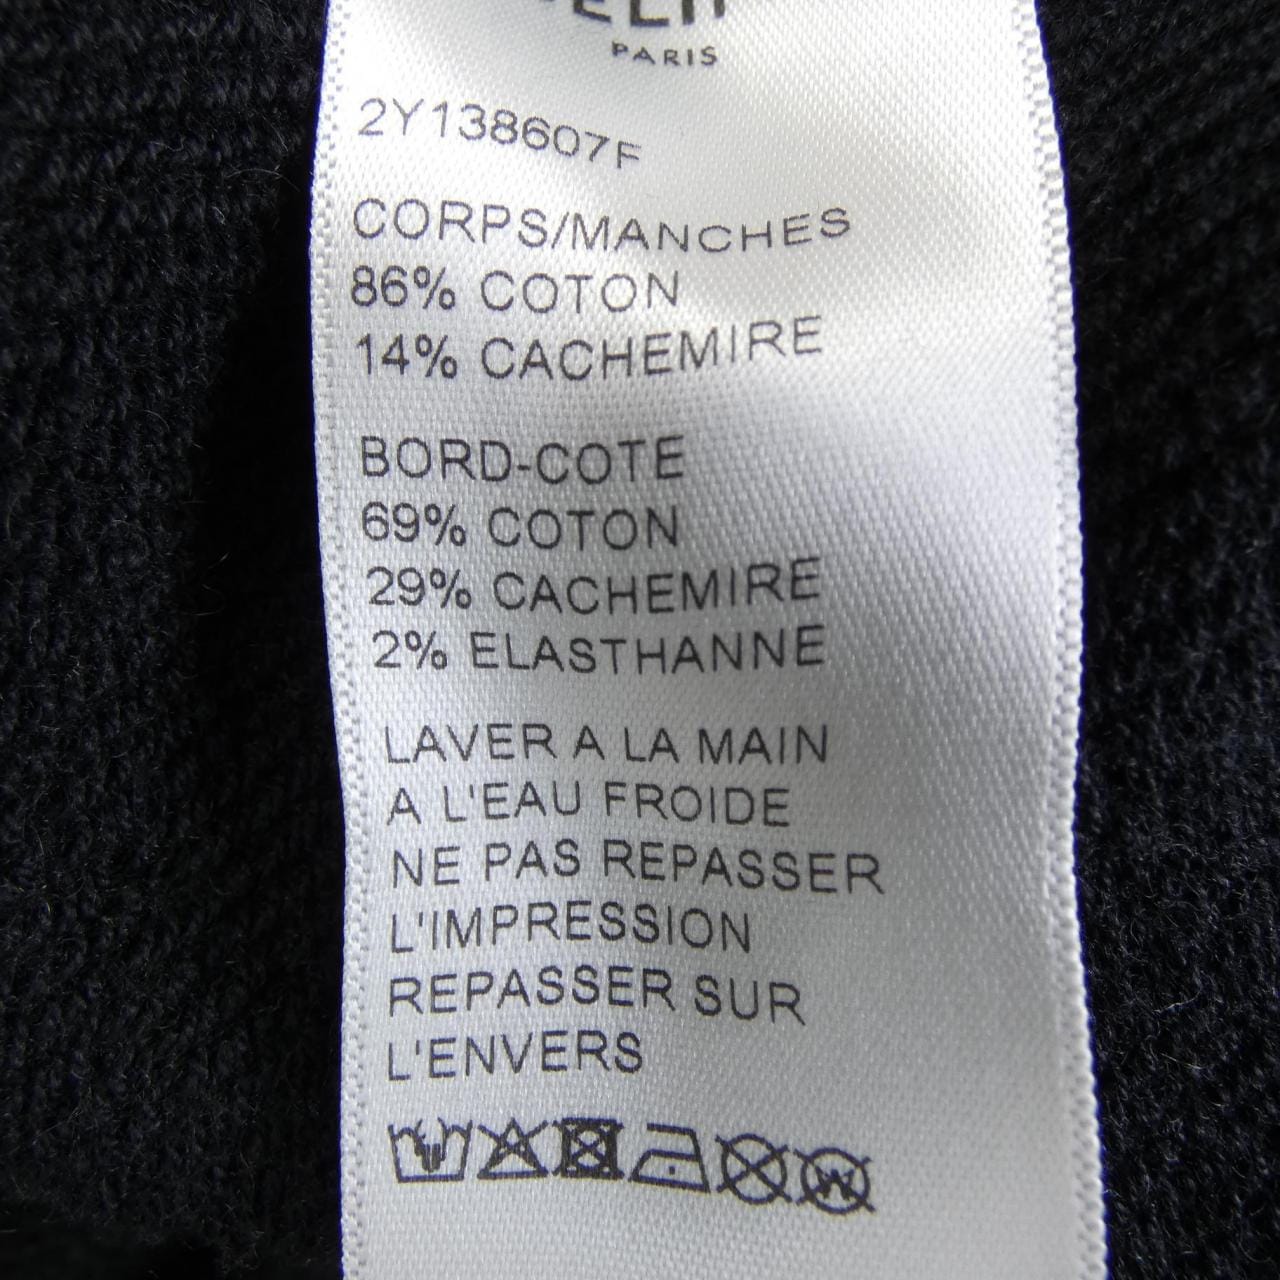 PARIS
2Y138607F
CORPS/MANCHES
86% COTON
14% CACHEMIRE
BORD-COTE
69% COTON
29% CACHEMIRE
2% ELASTHANNE
LAVER A LA MAIN
A L'EAU FROIDE
NE PAS REPASSER
L'IMPRESSION
REPASSER SUR
L'ENVERS
W